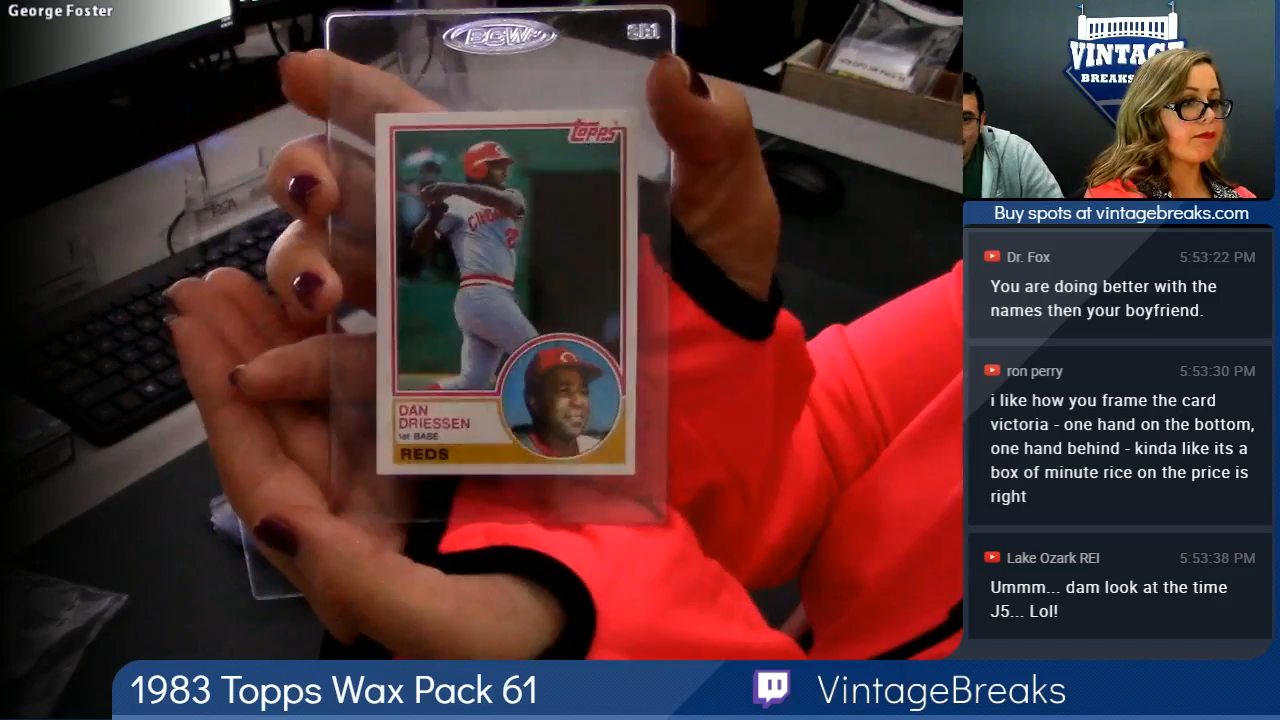 George Foster
BCW
Topps
CINCI
DAN
DRIESSEN
1st BASE
REDS
VINTAGE
BREAKS
Buy spots at vintagebreaks.com
Dr. Fox 5:53:22 PM
You are doing better with the
names then your boyfriend.
ron perry 5:53:30 PM
i like how you frame the card
victoria - one hand on the bottom,
one hand behind - kinda like its a
box of minute rice on the price is
right
Lake Ozark REI 5:53:38 PM
Ummm... dam look at the time
J5... Lol!
1983 Topps Wax Pack 61
VintageBreaks